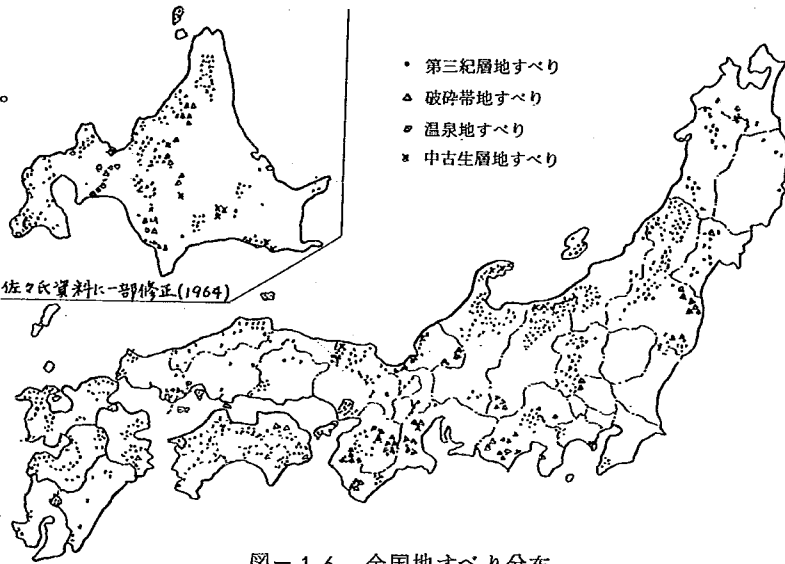 ・ 第三紀層地すべり
▵ 破砕帯地すべり
温泉地すべり
× 中古生層地すべり
佐々氏資料に一部修正(1964)
図－1.6 全国地すべり分布